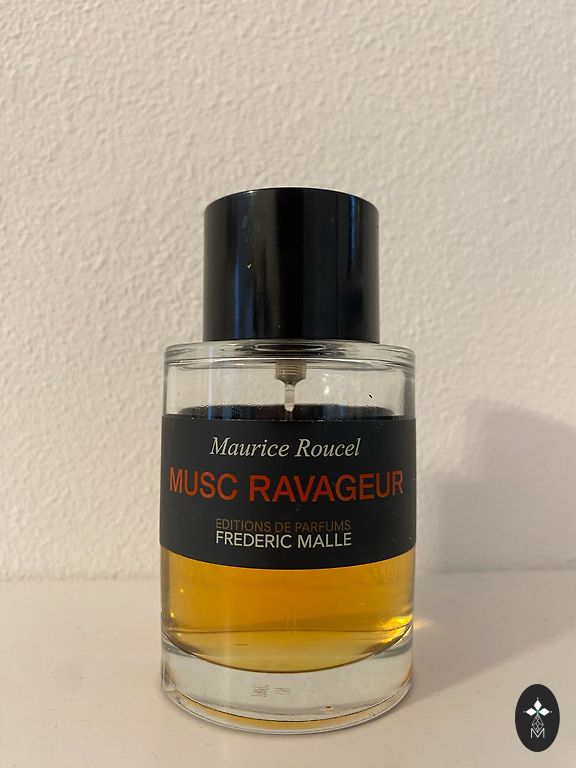 Maurice Roucel
MUSC RAVAGEUR
EDITIONS DE PARFUMS
FREDERIC MALLE
M